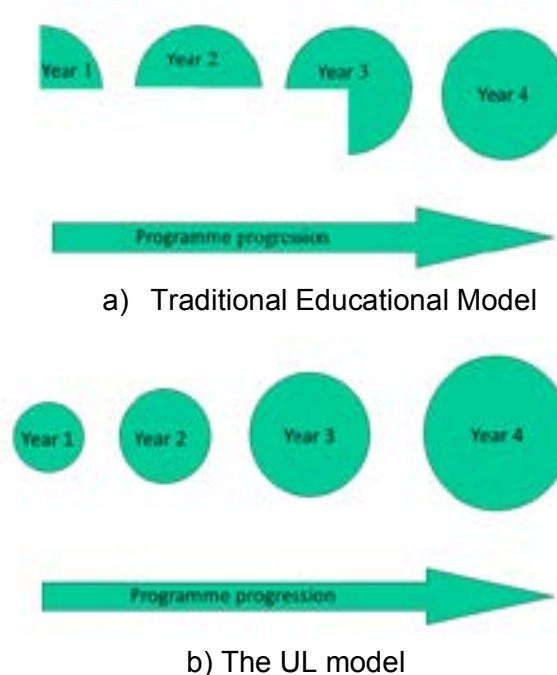 Year 1
Year 2
Year 3
Year 4
Programme progression
a) Traditional Educational Model
Year 1
Year 2
Year 3
Year 4
Programme progression
b) The UL model